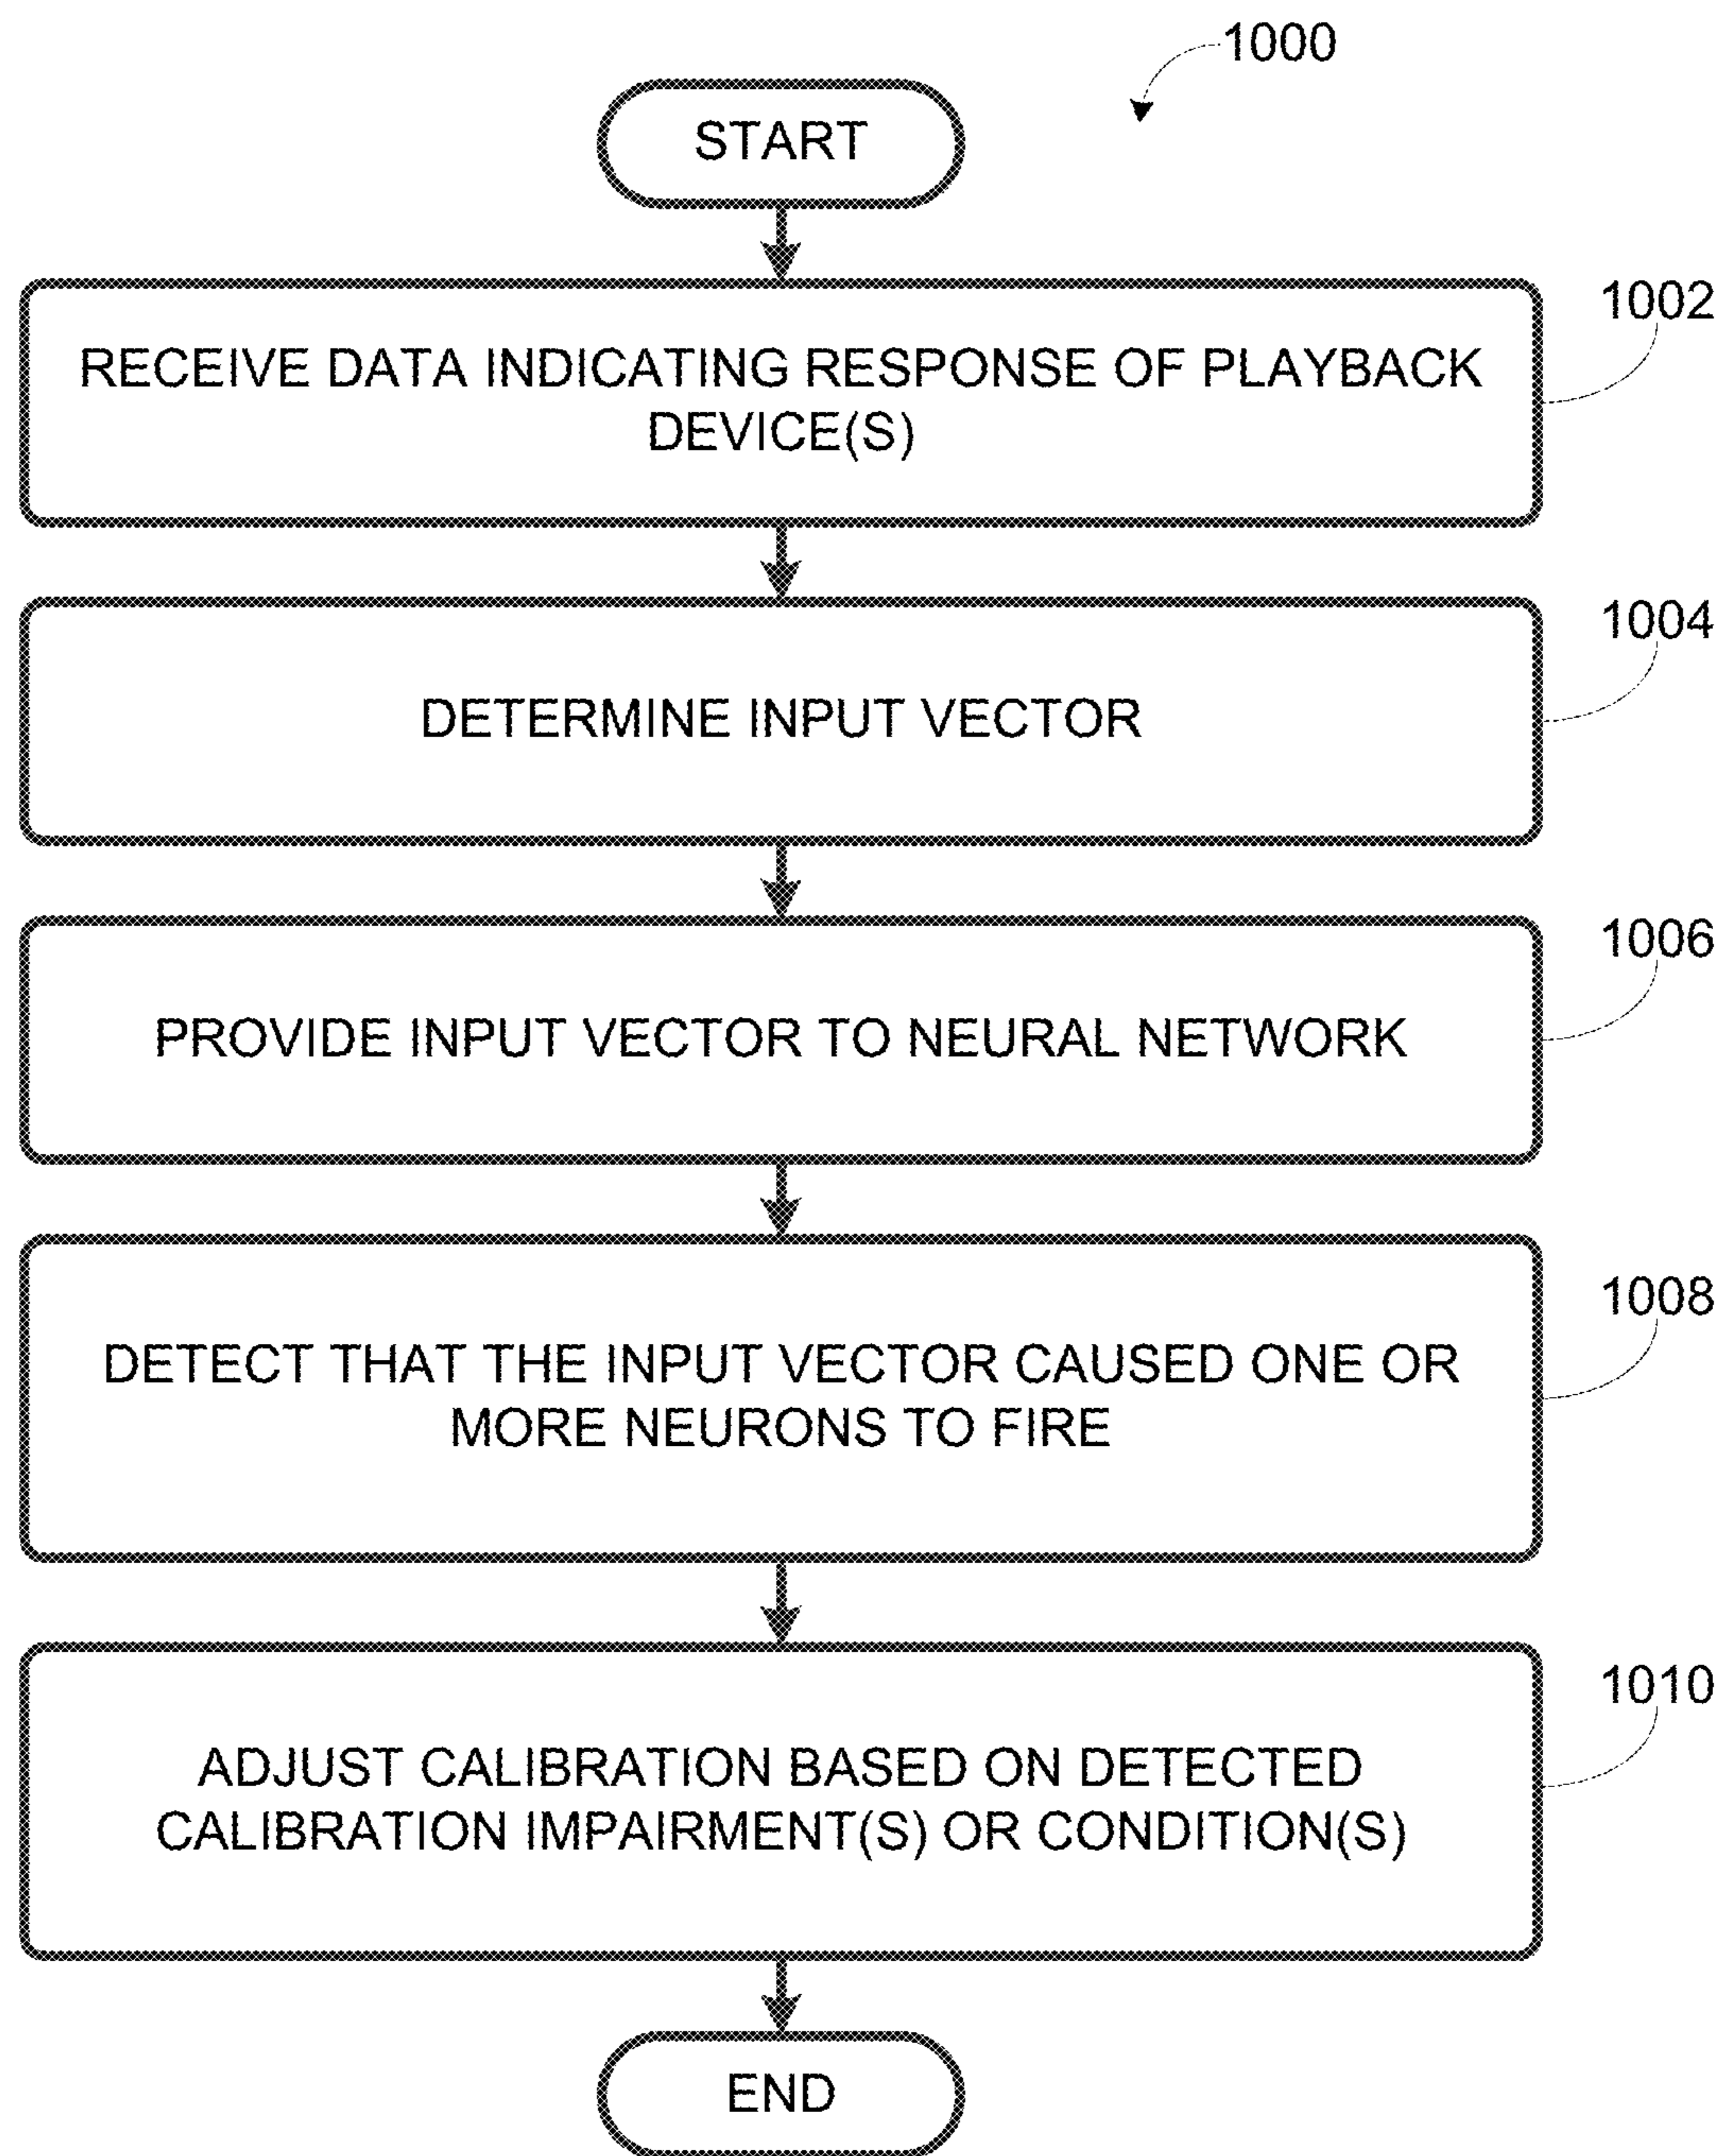 1000
START
1002
RECEIVE DATA INDICATING RESPONSE OF PLAYBACK
DEVICE(S)
1004
DETERMINE INPUT VECTOR
1006
PROVIDE INPUT VECTOR TO NEURAL NETWORK
1008
DETECT THAT THE INPUT VECTOR CAUSED ONE OR
MORE NEURONS TO FIRE
1010
ADJUST CALIBRATION BASED ON DETECTED
CALIBRATION IMPAIRMENT(S) OR CONDITION(S)
END